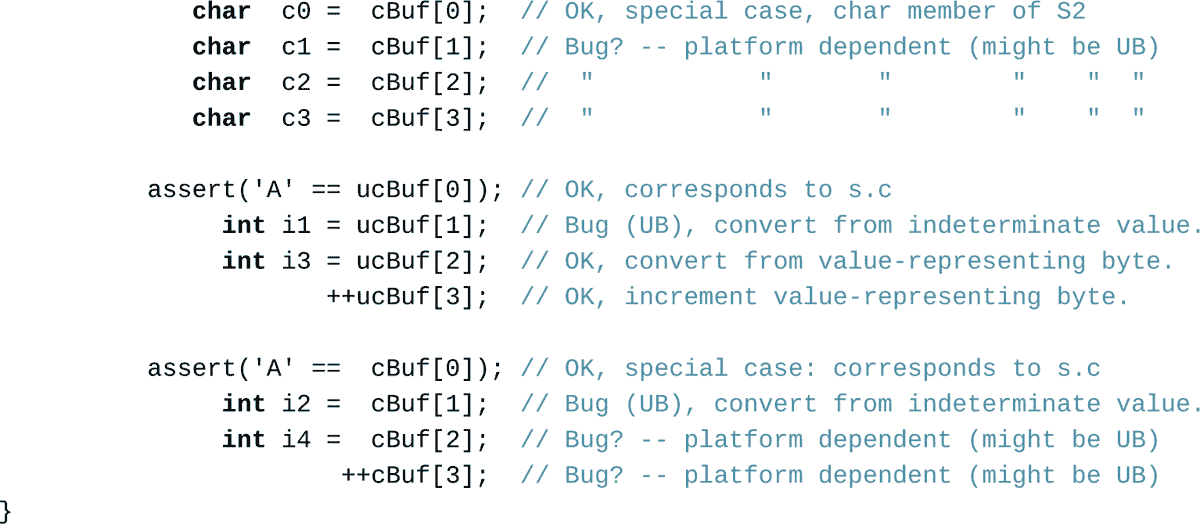 char c0 = cBuf[0]; // OK, special case, char member of S2
char c1 = cBuf[1]; // Bug? -- platform dependent (might be UB)
char c2 = cBuf[2]; // " " " " " "
char c3 = cBuf[3]; // " " " " " "
assert('A' == ucBuf[0]); // OK, corresponds to s.c
int i1 = ucBuf[1]; // Bug (UB), convert from indeterminate value.
int i3 = ucBuf[2]; // OK, convert from value-representing byte.
++ucBuf[3]; // OK, increment value-representing byte.
assert('A' == cBuf[0]); // OK, special case: corresponds to s.c
int i2 = cBuf[1]; // Bug (UB), convert from indeterminate value.
int i4 = cBuf[2]; // Bug? -- platform dependent (might be UB)
++cBuf[3]; // Bug? -- platform dependent (might be UB)
}